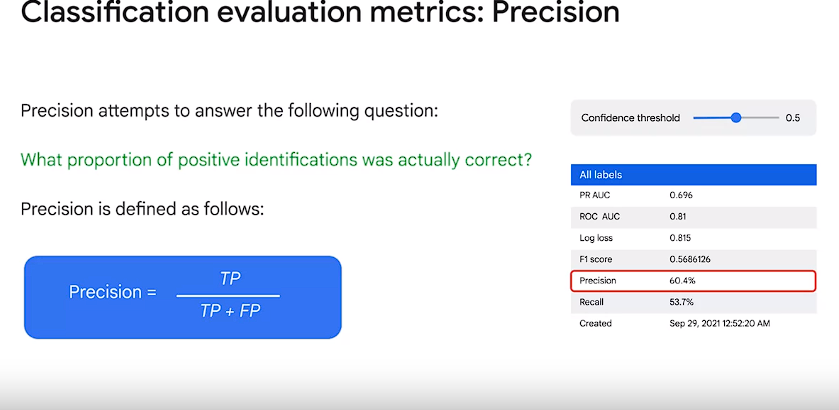 Classification evaluation metrics: Precision
Precision attempts to answer the following question:
What proportion of positive identifications was actually correct?
Precision is defined as follows:
Precision =
TP
TP + FP
Confidence threshold 0.5
All labels
PR AUC 0.696
ROC AUC 0.81
Log loss 0.815
F1 score 0.5686126
Precision 60.4%
Recall 53.7%
Created Sep 29, 2021 12:52:20 AM